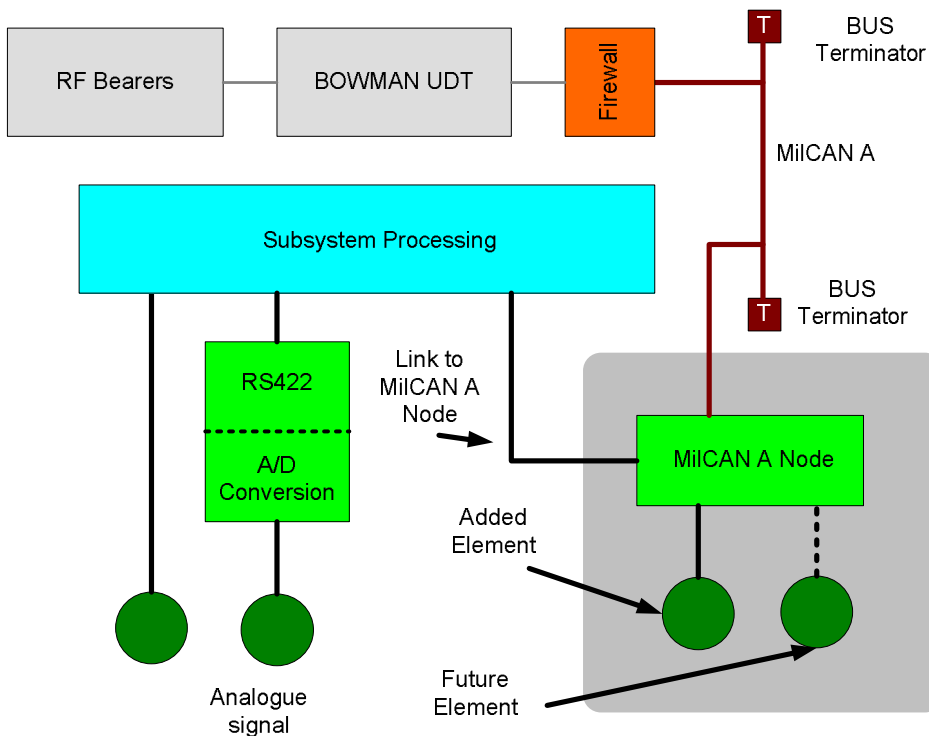 T
BUS
Terminator
RF Bearers
BOWMAN UDT
Firewall
MilCAN A
Subsystem Processing
BUS
Terminator
T
Link to
MilCAN A
Node
RS422
A/D
Conversion
MilCAN A Node
Added
Element
Future
Element
Analogue
signal